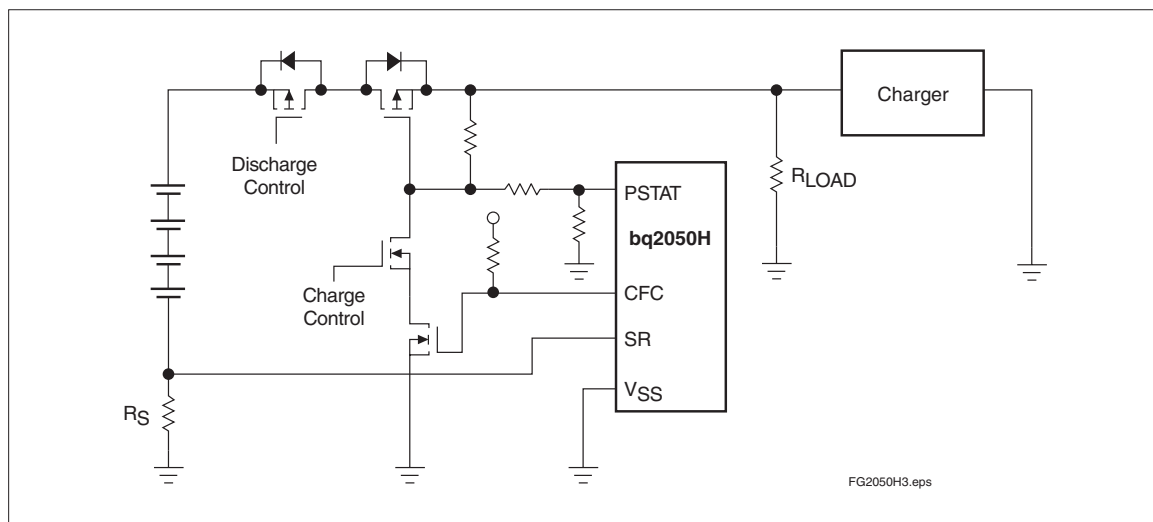 Charger
Discharge
Control
RLOAD
PSTAT
bq2050H
CFC
SR
VSS
Charge
Control
RS
FG2050H3.eps